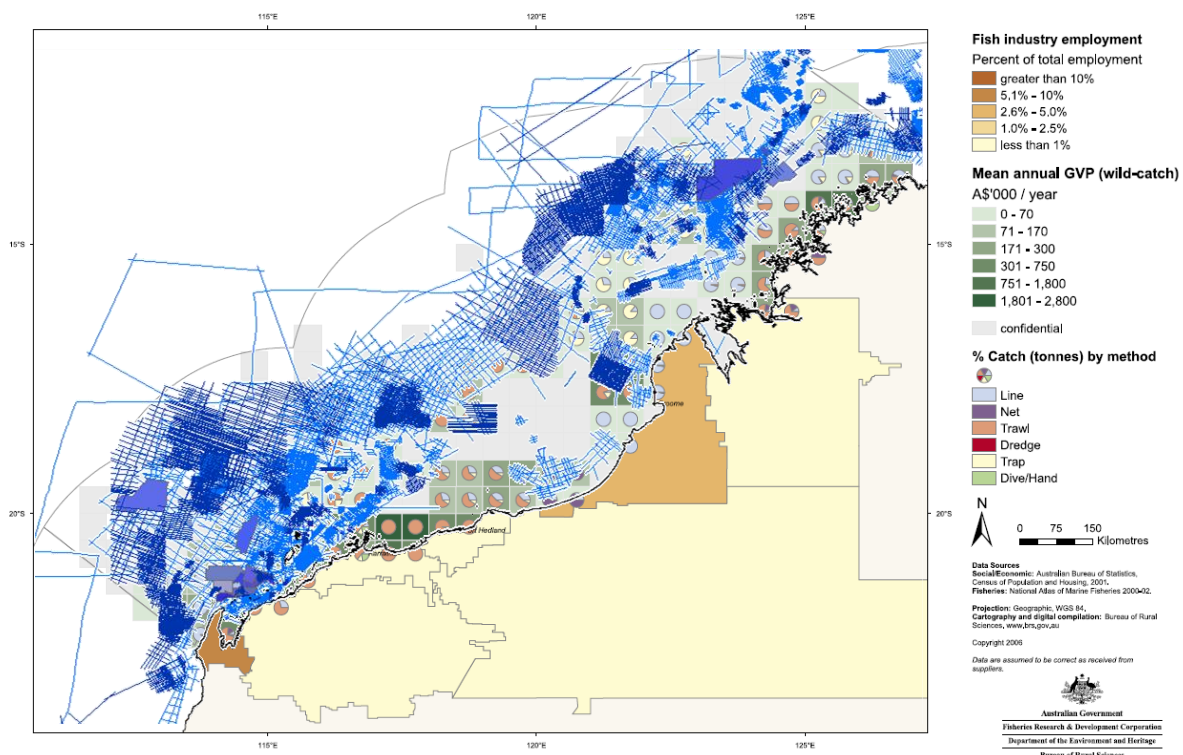 115°E 120°E 125°E
15°S 15°S
20°S 20°S
115°E 120°E 125°E
oome
Hedland
Fish industry employment
Percent of total employment
greater than 10%
5.1% - 10%
2.6% - 5.0%
1.0% - 2.5%
less than 1%
Mean annual GVP (wild-catch)
A$'000 / year
0 - 70
71 - 170
171 - 300
301 - 750
751 - 1,800
1,801 - 2,800
confidential
% Catch (tonnes) by method
Line
Net
Trawl
Dredge
Trap
Dive/Hand
N
0 75 150
Kilometres
Data Sources
Social/Economic: Australian Bureau of Statistics,
Census of Population and Housing, 2001.
Fisheries: National Atlas of Marine Fisheries 2000-02.
Projection: Geographic, WGS 84,
Cartography and digital compilation: Bureau of Rural
Sciences, www.brs.gov.au
Copyright 2006
Data are assumed to be correct as received from
suppliers.
Australian Government
Fisheries Research & Development Corporation
Department of the Environment and Heritage
Bureau of Rural Sciences